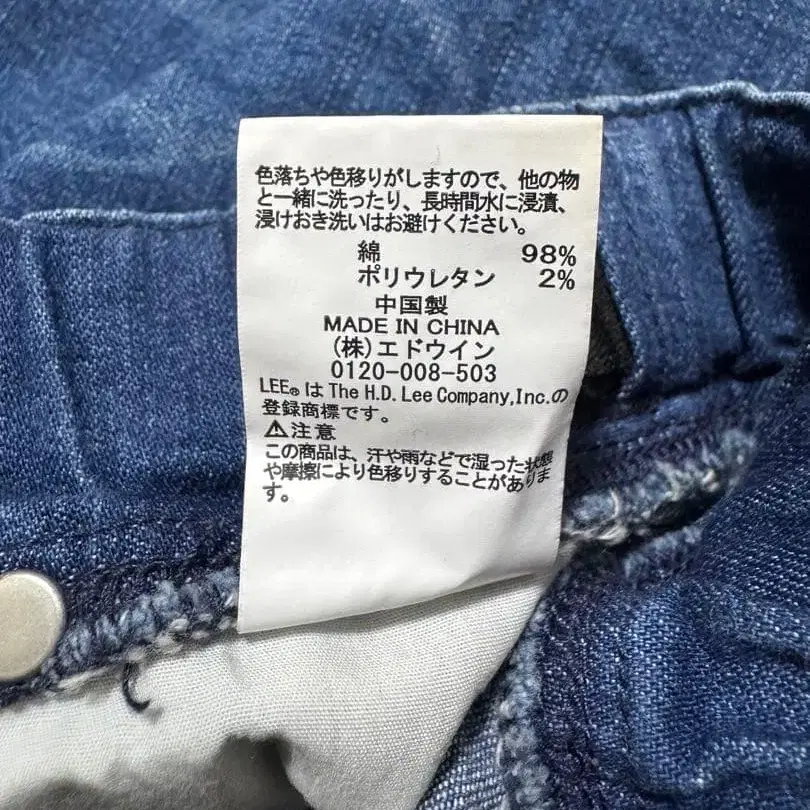 色落ちや色移りがしますので、他の物
と一緒に洗ったり、長時間水に浸漬、
浸けおき洗いはお避けください。
綿 98%
ポリウレタン 2%
中国製
MADE IN CHINA
(株)エドウイン
0120-008-503
LEE® は The H.D. Lee Company,Inc.の
登録商標です。
⚠注意
この商品は、汗や雨などで湿った状態
や摩擦により色移りすることがありま
す。